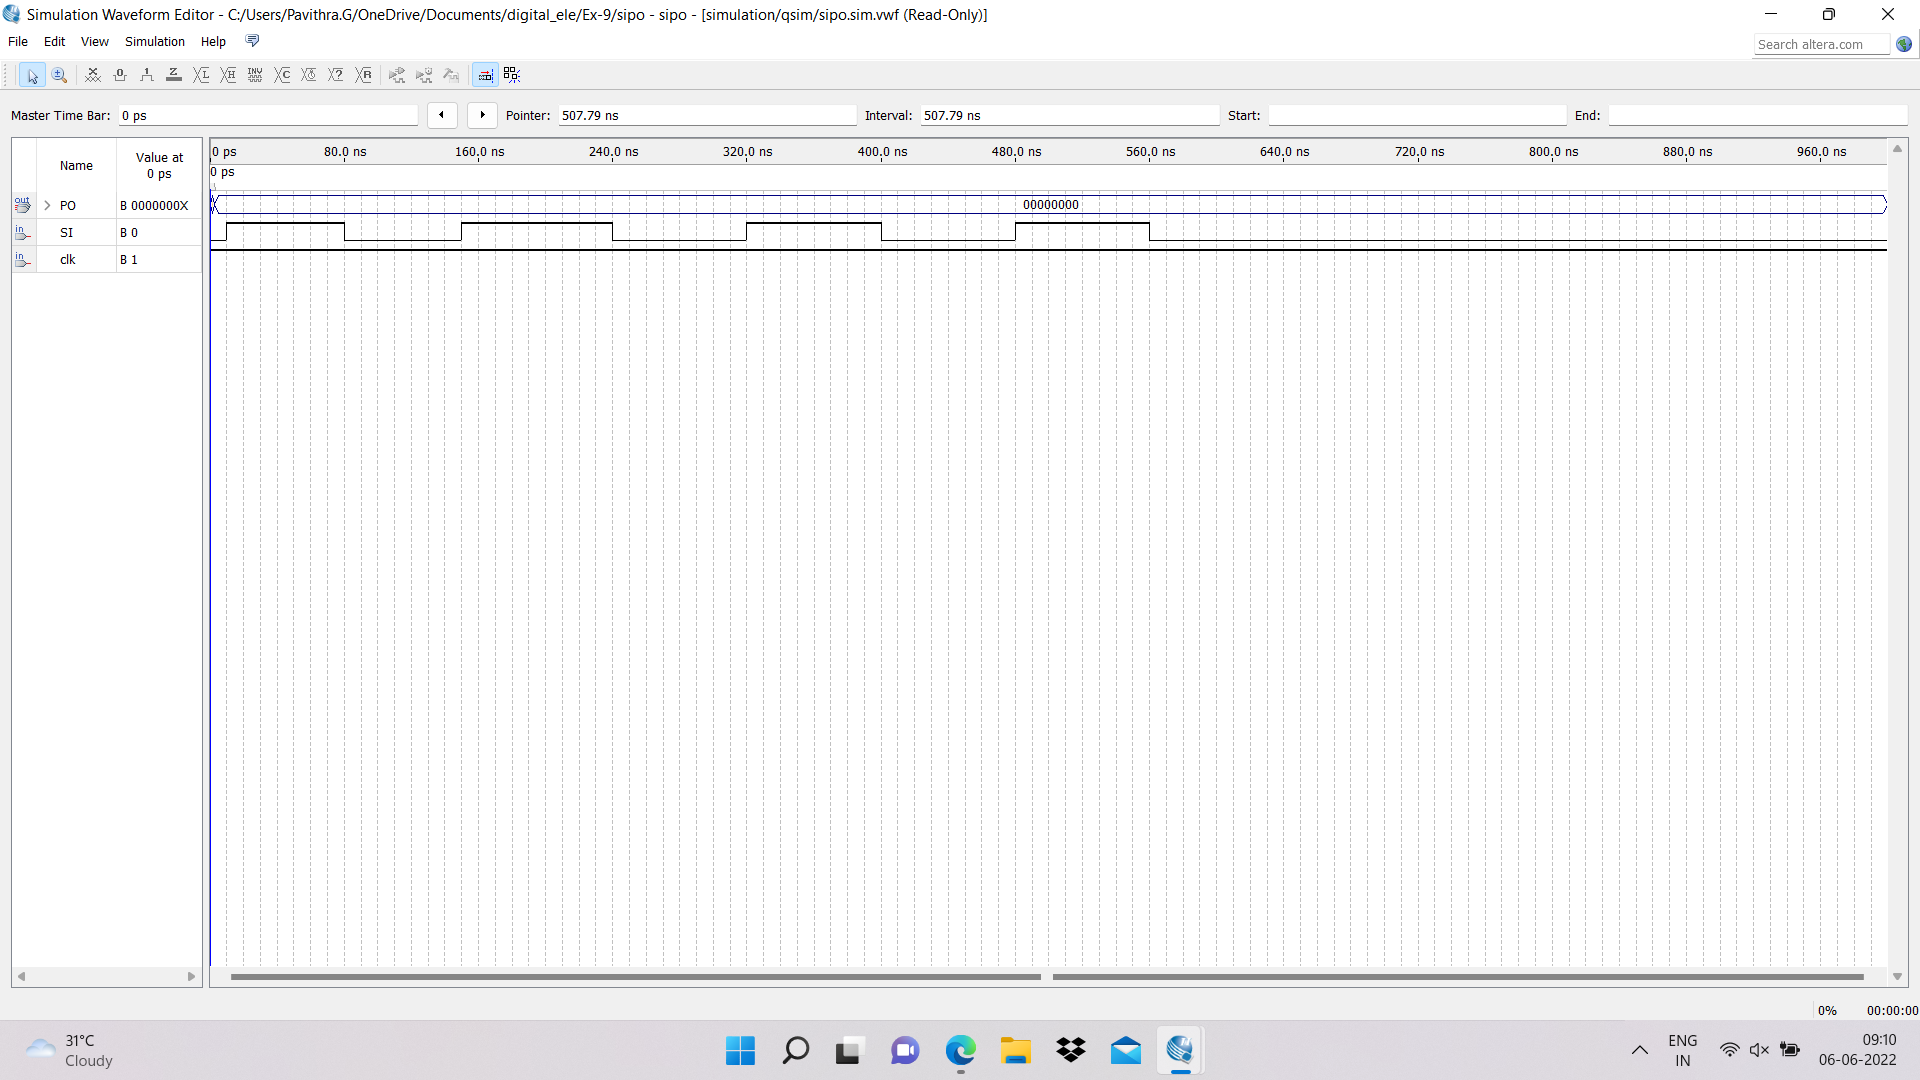 Simulation Waveform Editor - C:/Users/Pavithra.G/OneDrive/Documents/digital_ele/Ex-9/sipo - sipo - [simulation/qsim/sipo.sim.vwf (Read-Only)]
File Edit View Simulation Help
Search altera.com
Master Time Bar: 0 ps Pointer: 507.79 ns Interval: 507.79 ns Start: End:
Name Value at 0 ps
0 ps 80.0 ns 160.0 ns 240.0 ns 320.0 ns 400.0 ns 480.0 ns 560.0 ns 640.0 ns 720.0 ns 800.0 ns 880.0 ns 960.0 ns
0 ps
out PO B 0000000X 00000000
in SI B 0
in clk B 1
0% 00:00:00
31°C
Cloudy
ENG
IN
09:10
06-06-2022